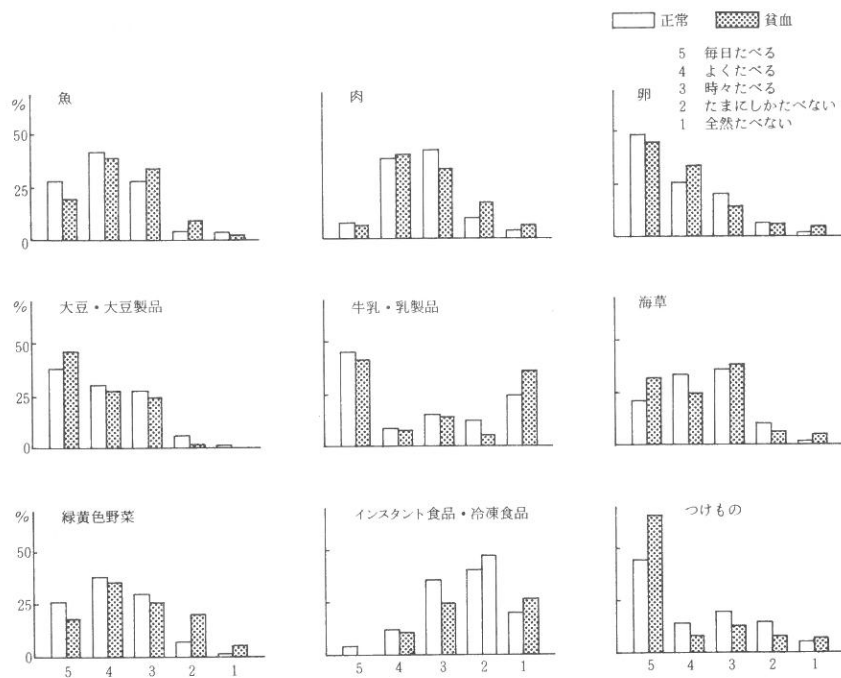 正常 貧血
5 毎日たべる
4 よくたべる
3 時々たべる
2 たまにしかたべない
1 全然たべない
% 魚 肉 卵
50
25
0
% 大豆・大豆製品 牛乳・乳製品 海草
50
25
0
% 緑黄色野菜 インスタント食品・冷凍食品 つけもの
50
25
0
5 4 3 2 1 5 4 3 2 1 5 4 3 2 1